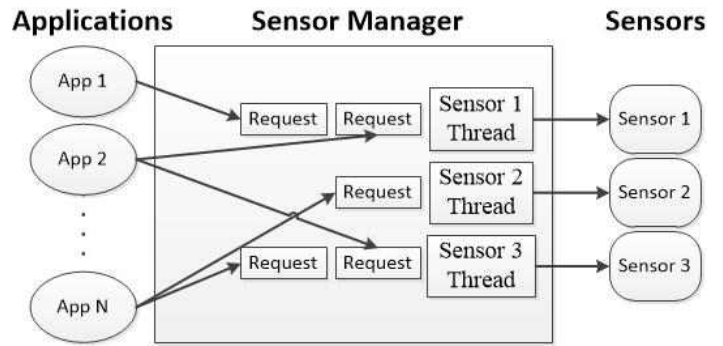 Applications Sensor Manager Sensors
App 1
Request Request Sensor 1 Thread Sensor 1
App 2
Request Sensor 2 Thread Sensor 2
Request Request Sensor 3 Thread Sensor 3
App N